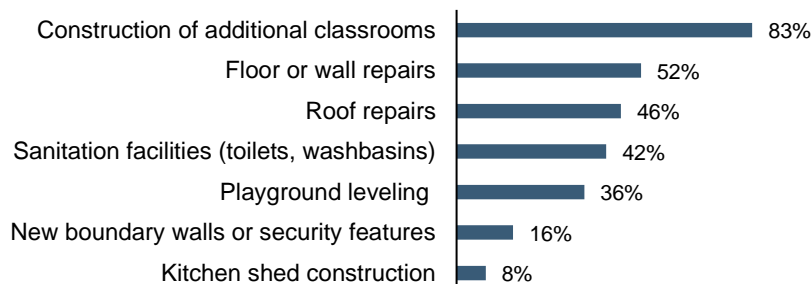 Construction of additional classrooms 83%
Floor or wall repairs 52%
Roof repairs 46%
Sanitation facilities (toilets, washbasins) 42%
Playground leveling 36%
New boundary walls or security features 16%
Kitchen shed construction 8%